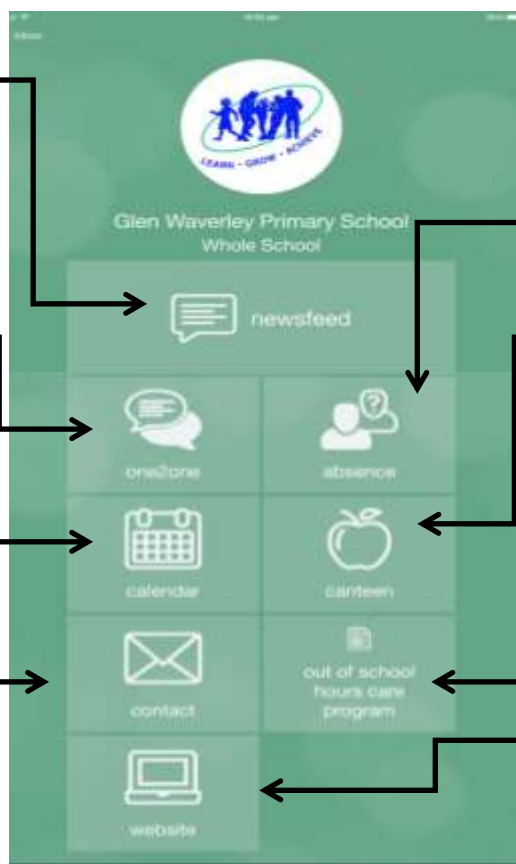 LEARN - GROW - ACHIEVE
Glen Waverley Primary School
Whole School
newsfeed
one2one
absence
calendar
canteen
contact
out of school
hours care
program
website